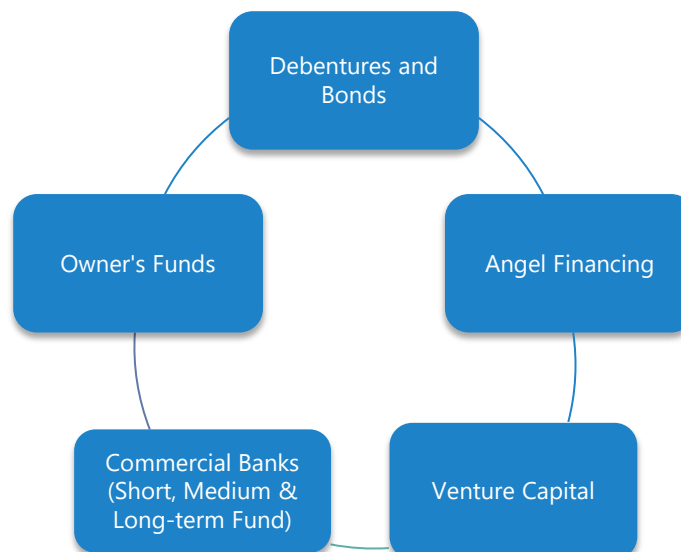 Debentures and
Bonds
Owner's Funds
Angel Financing
Commercial Banks
(Short, Medium &
Long-term Fund)
Venture Capital